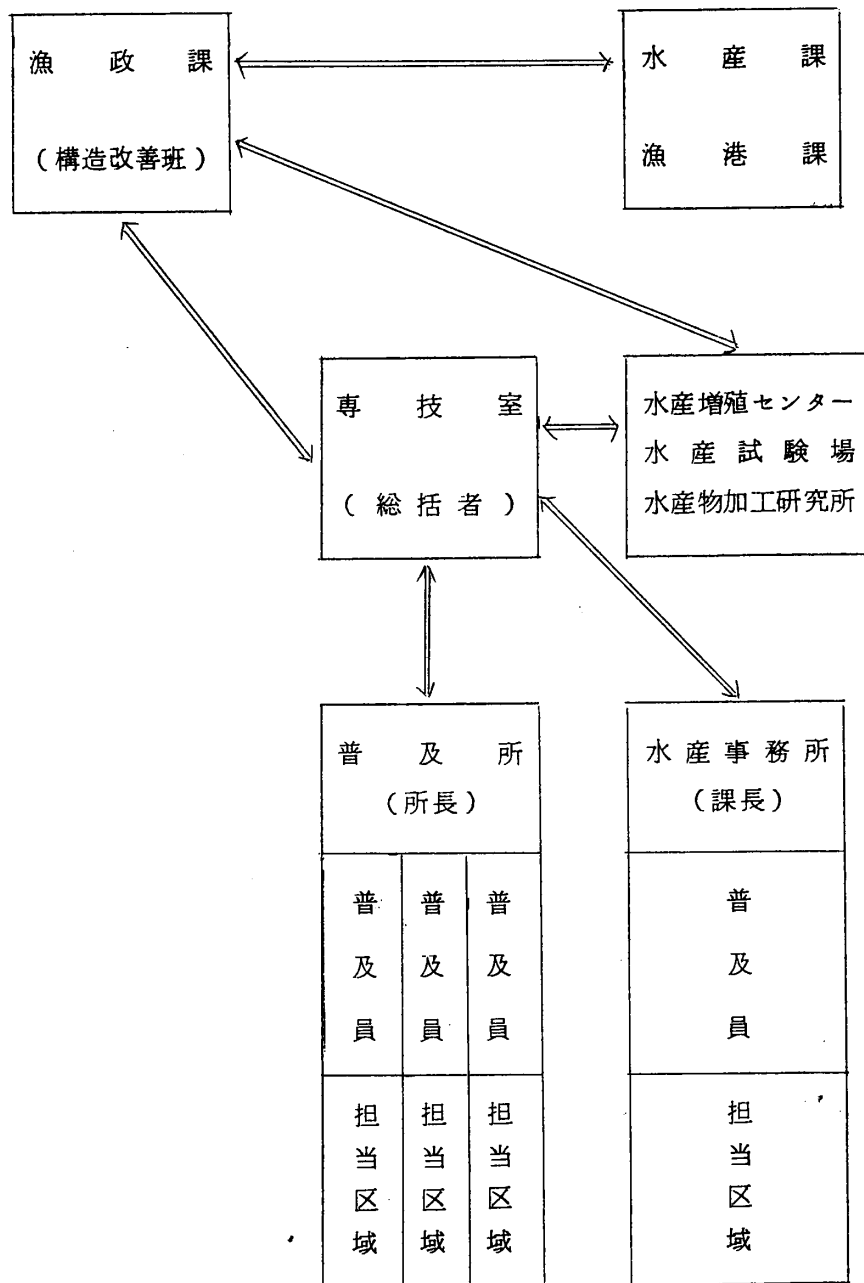 漁政課
(構造改善班)
水産課
漁港課
専技室
(総括者)
水産増殖センター
水産試験場
水産物加工研究所
普及所
(所長)
普及員
普及員
普及員
担当区域
担当区域
担当区域
水産事務所
(課長)
普及員
担当区域